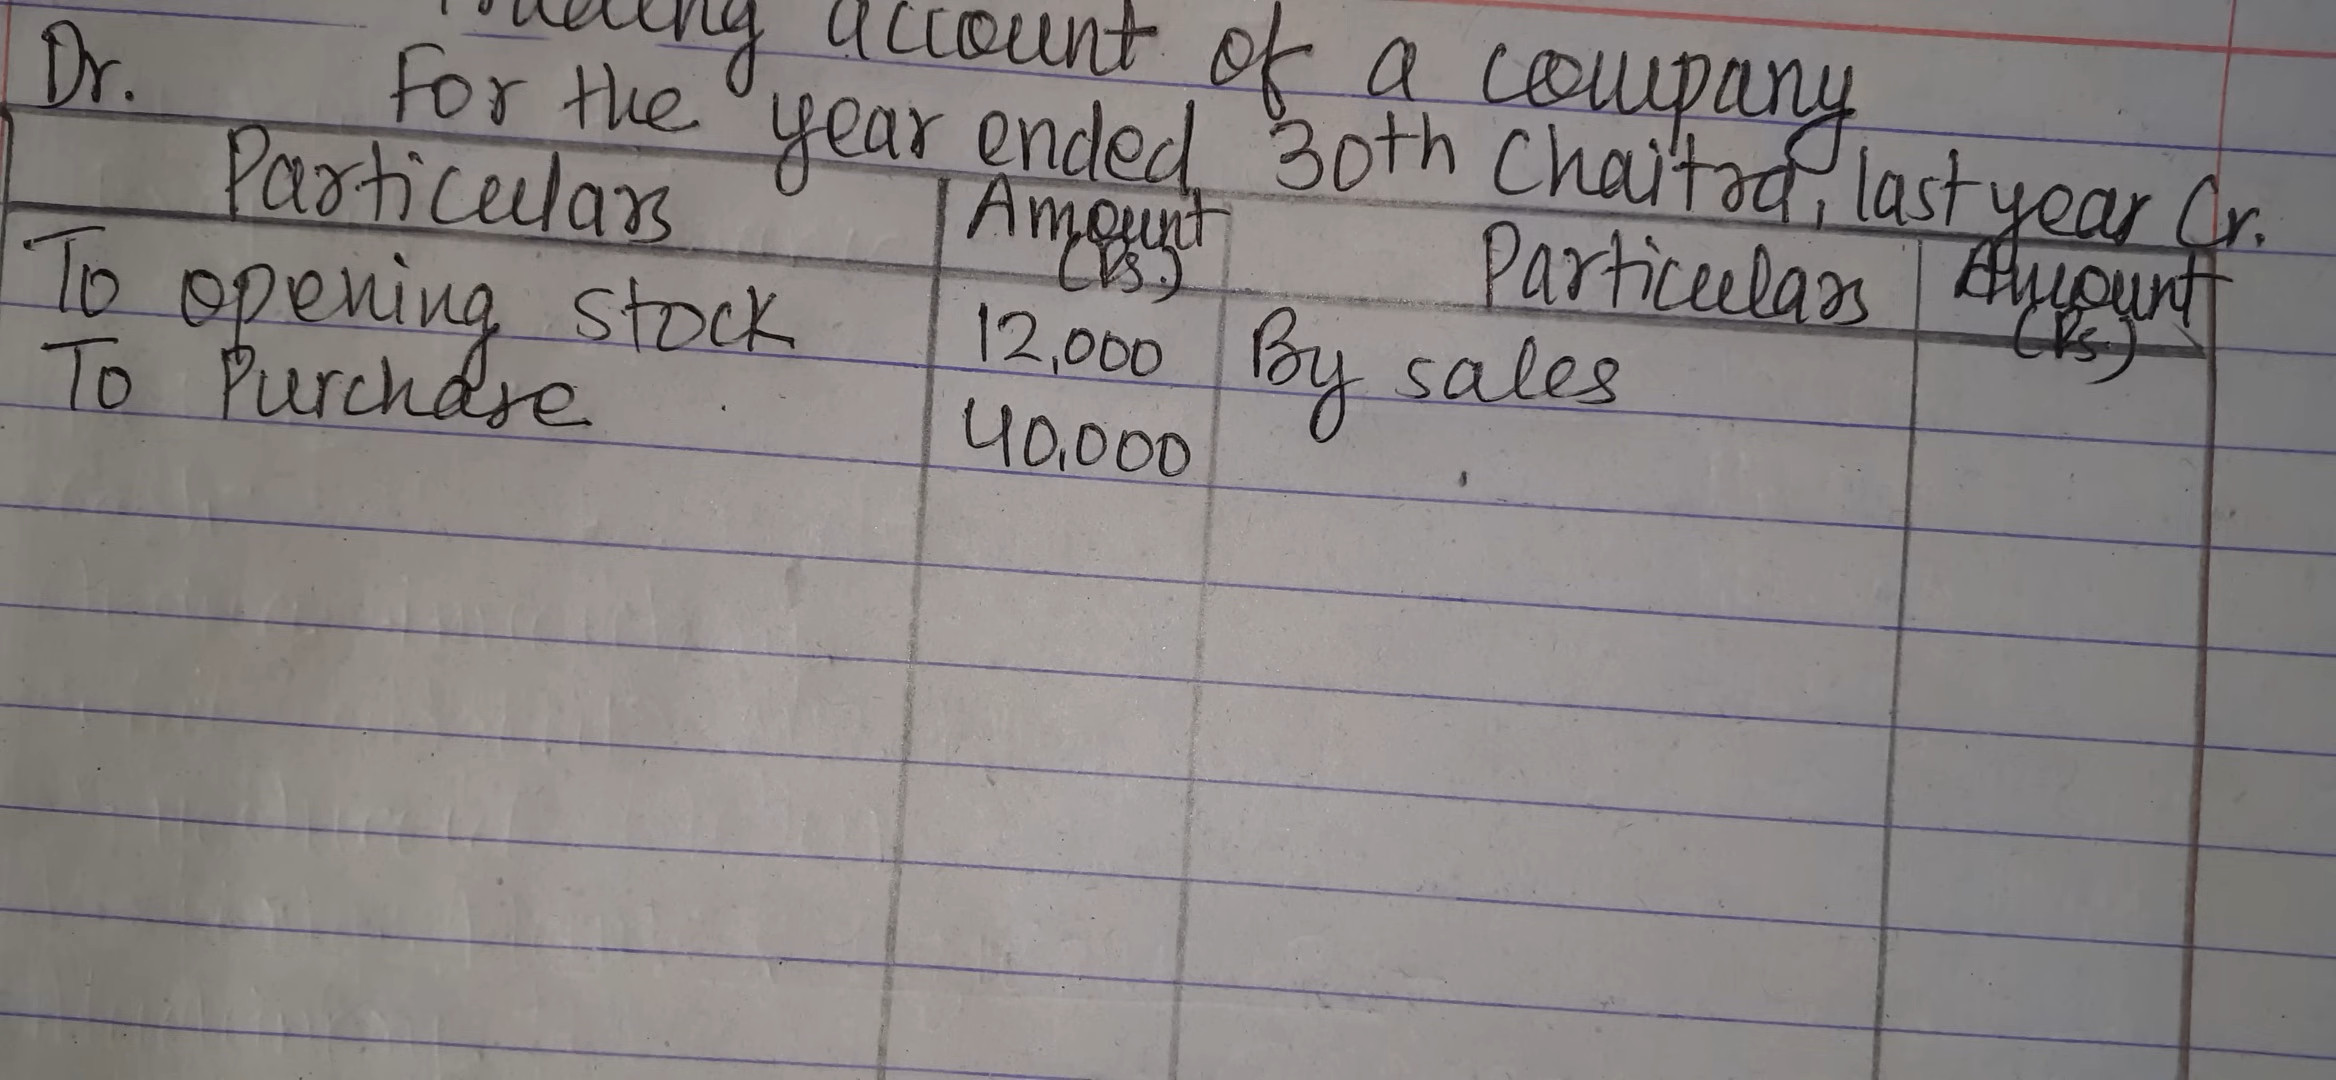 account of a company
Dr. For the year ended 30th Chaitra, last year Cr.
Particulars Amount (Rs.) Particulars Amount (Rs.)
To opening stock 12,000 By sales
To Purchase 40,000